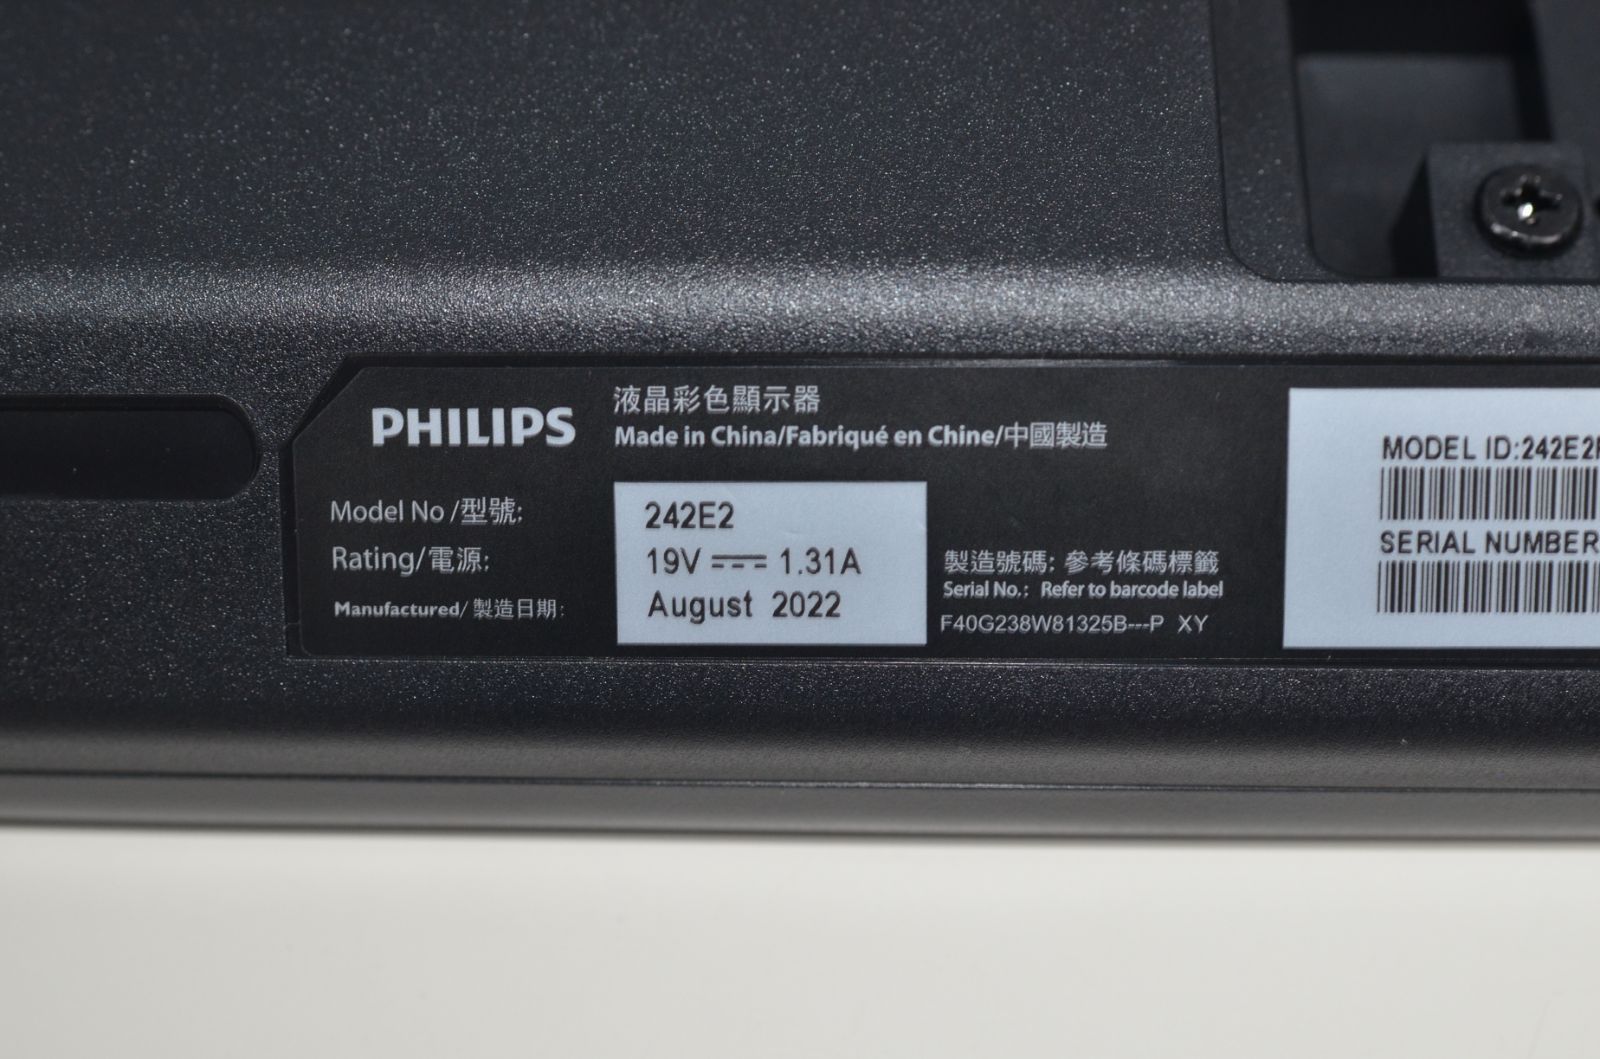 PHILIPS
液晶彩色顯示器
Made in China/Fabriqué en Chine/中國製造
Model No /型號:
242E2
Rating/電源:
19V 1.31A
Manufactured/ 製造日期:
August 2022
製造號碼: 參考條碼標籤
Serial No.: Refer to barcode label
F40G238W81325B---P XY
MODEL ID:242E2
SERIAL NUMBER